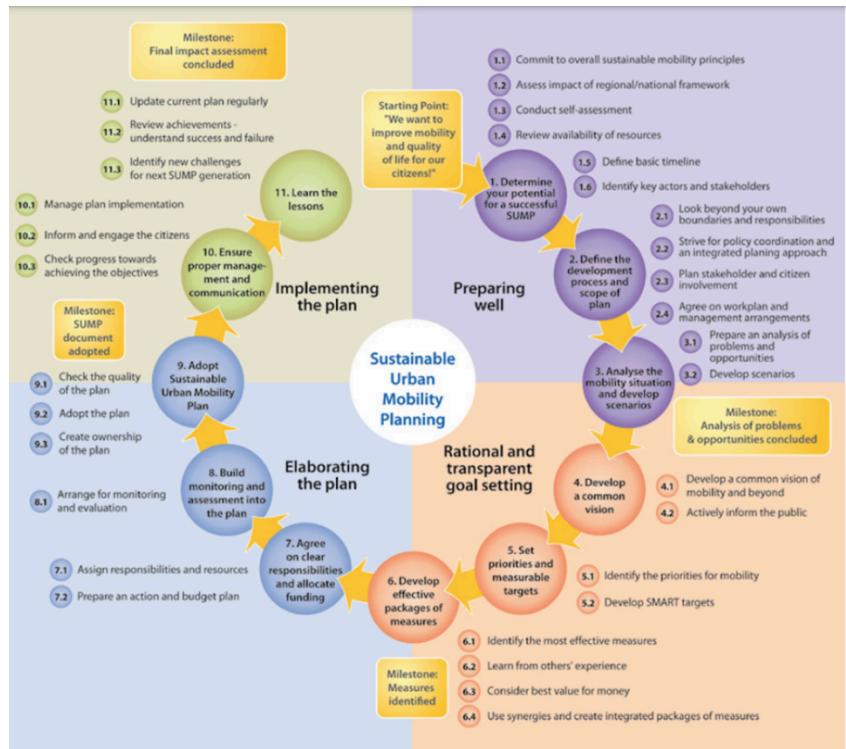 Milestone:
Final impact assessment
concluded
11.1 Update current plan regularly
11.2 Review achievements -
understand success and failure
11.3 Identify new challenges
for next SUMP generation
11. Learn the
lessons
10.1 Manage plan implementation
10.2 Inform and engage the citizens
10.3 Check progress towards
achieving the objectives
10. Ensure
proper manage-
ment and
communication
Implementing
the plan
Starting Point:
"We want to
improve mobility
and quality
of life for our
citizens!"
1.1 Commit to overall sustainable mobility principles
1.2 Assess impact of regional/national framework
1.3 Conduct self-assessment
1.4 Review availability of resources
1.5 Define basic timeline
1.6 Identify key actors and stakeholders
1. Determine
your potential
for a successful
SUMP
2.1 Look beyond your own
boundaries and responsibilities
2.2 Strive for policy coordination and
an integrated planing approach
2.3 Plan stakeholder and citizen
involvement
2.4 Agree on workplan and
management arrangements
2. Define the
development
process and
scope of
plan
Preparing
well
3.1 Prepare an analysis of
problems and
opportunities
3.2 Develop scenarios
3. Analyse the
mobility situation
and develop
scenarios
Milestone:
Analysis of problems
& opportunities concluded
Sustainable
Urban
Mobility
Planning
Rational and
transparent
goal setting
4. Develop
a common
vision
4.1 Develop a common vision of
mobility and beyond
4.2 Actively inform the public
5. Set
priorities and
measurable
targets
5.1 Identify the priorities for mobility
5.2 Develop SMART targets
6. Develop
effective
packages of
measures
6.1 Identify the most effective measures
6.2 Learn from others' experience
6.3 Consider best value for money
6.4 Use synergies and create integrated packages of measures
Milestone:
Measures
identified
Elaborating
the plan
7. Agree
on clear
responsibilities
and allocate
funding
7.1 Assign responsibilities and resources
7.2 Prepare an action and budget plan
8. Build
monitoring and
assessment into
the plan
8.1 Arrange for monitoring
and evaluation
9. Adopt
Sustainable
Urban Mobility
Plan
9.1 Check the quality
of the plan
9.2 Adopt the plan
9.3 Create ownership
of the plan
Milestone:
SUMP
document
adopted